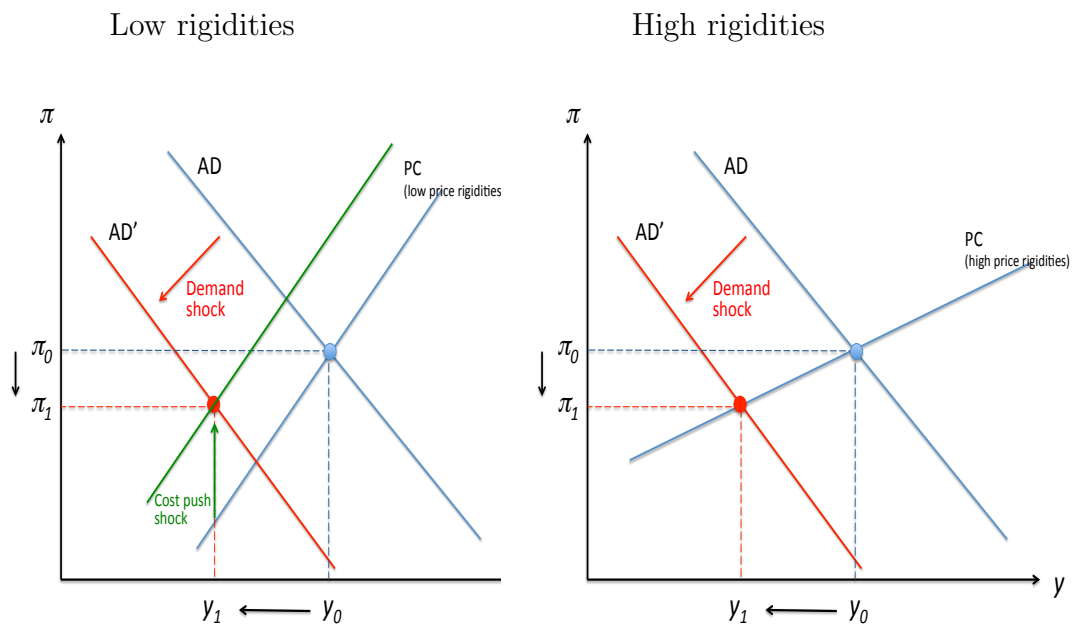 Low rigidities
High rigidities
π
AD
PC
(low price rigidities
AD’
Demand
shock
π0
π1
Cost push
shock
y1
y0
π
AD
AD’
PC
(high price rigidities)
Demand
shock
π0
π1
y
y1
y0